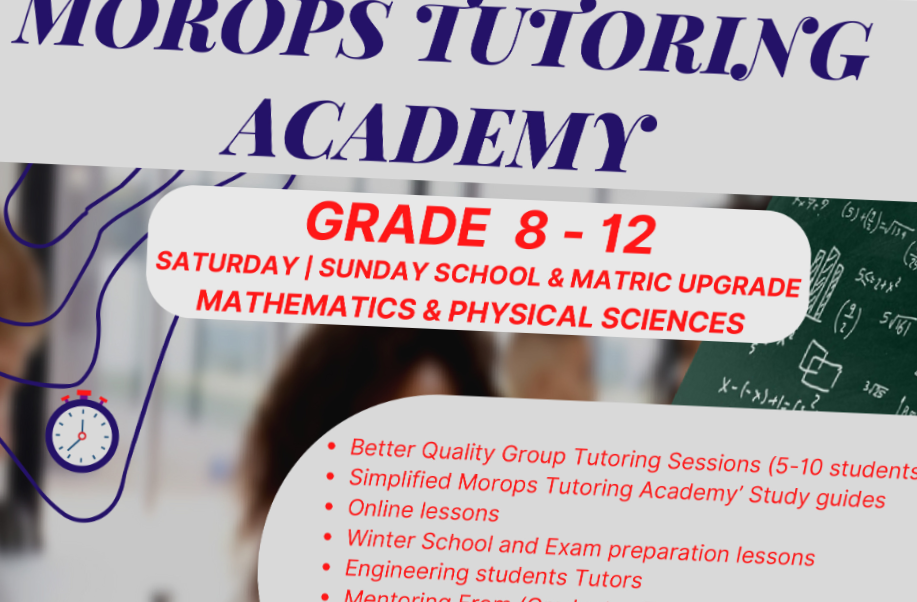 MOROPS TUTORING
ACADEMY
GRADE 8 - 12
SATURDAY | SUNDAY SCHOOL & MATRIC UPGRADE
MATHEMATICS & PHYSICAL SCIENCES
• Better Quality Group Tutoring Sessions (5-10 students
• Simplified Morops Tutoring Academy' Study guides
• Online lessons
• Winter School and Exam preparation lessons
• Engineering students Tutors
• Mentoring From